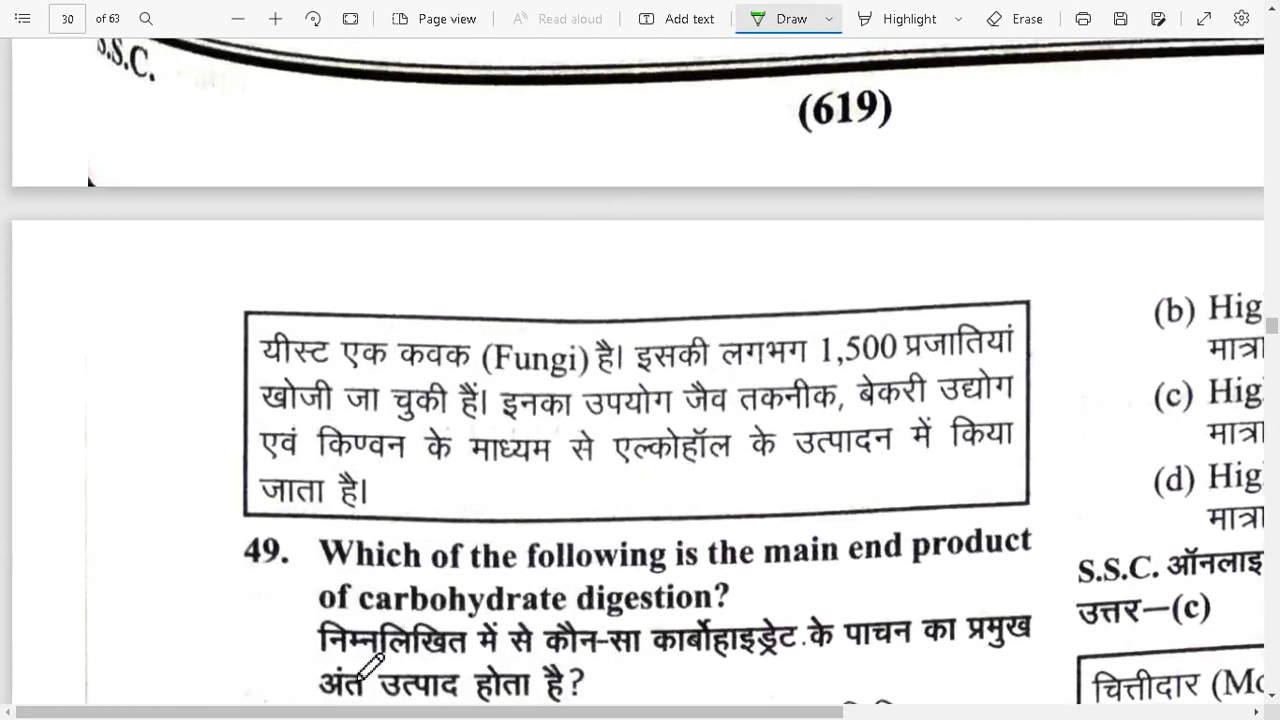 30 of 63 Page view Read aloud Add text Draw Highlight Erase
S.S.C.
(619)
यीस्ट एक कवक (Fungi) है। इसकी लगभग 1,500 प्रजातियां
खोजी जा चुकी हैं। इनका उपयोग जैव तकनीक, बेकरी उद्योग
एवं किण्वन के माध्यम से एल्कोहॉल के उत्पादन में किया
जाता है।
49. Which of the following is the main end product
of carbohydrate digestion?
निम्नलिखित में से कौन-सा कार्बोहाइड्रेट के पाचन का प्रमुख
अंत उत्पाद होता है?
(b) Hig
मात्रा
(c) Hig
मात्रा
(d) Hig
मात्रा
S.S.C. ऑनलाइ
उत्तर–(c)
चित्तीदार (Mo